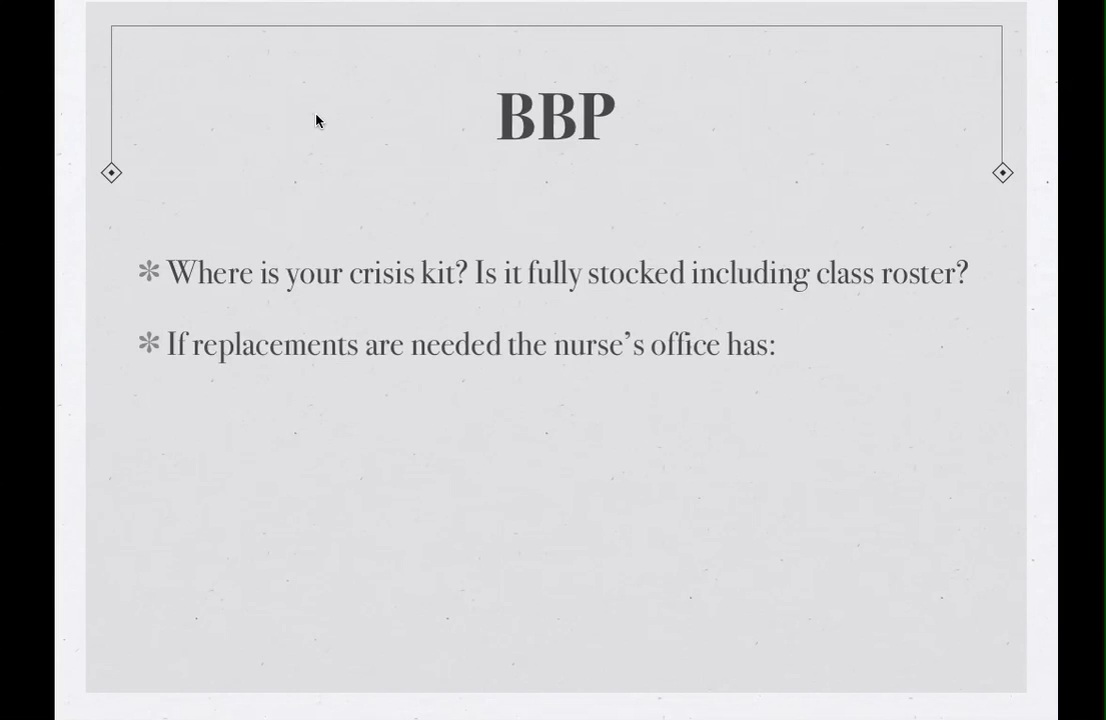 BBP
✻ Where is your crisis kit? Is it fully stocked including class roster?
✻ If replacements are needed the nurse’s office has: